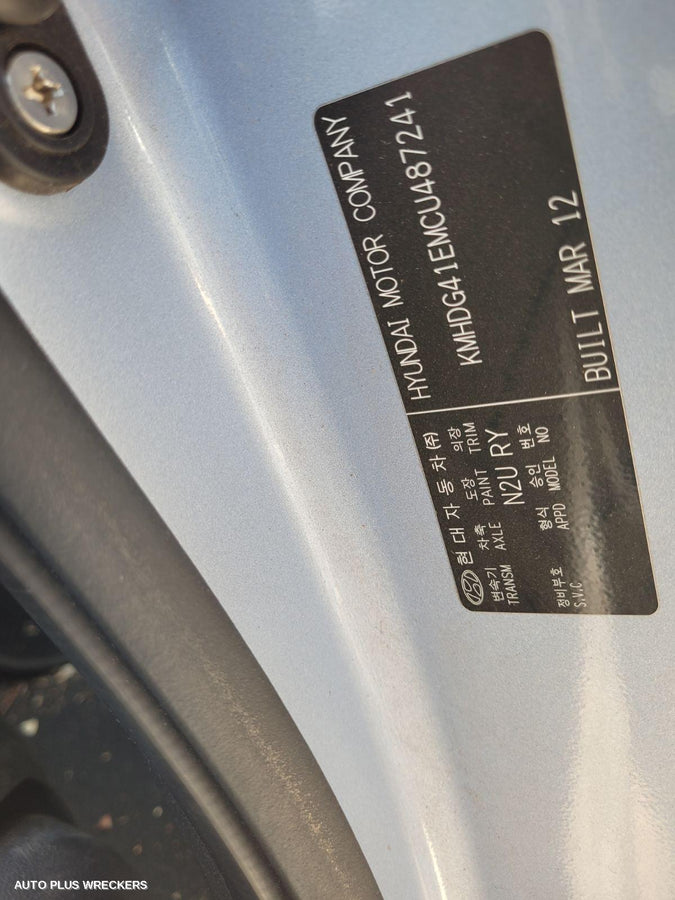 현대자동차(주)
변속기 차축 도장 의장
TRANSM AXLE PAINT TRIM
N2U RY
형식 승인 번호
APPD MODEL NO
정비부호
S.V.C
HYUNDAI MOTOR COMPANY
KMHDG41EMCU487241
BUILT MAR 12
AUTO PLUS WRECKERS